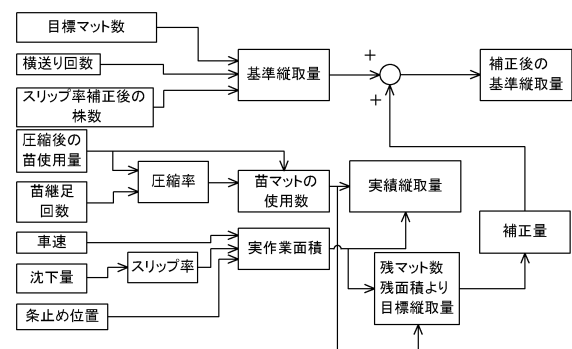 目標マット数
横送り回数
スリップ率補正後の
株数
基準縦取量
+
+
補正後の
基準縦取量
圧縮後の
苗使用量
苗継足
回数
圧縮率
苗マットの
使用数
実績縦取量
車速
沈下量
スリップ率
条止め位置
実作業面積
残マット数
残面積より
目標縦取量
補正量